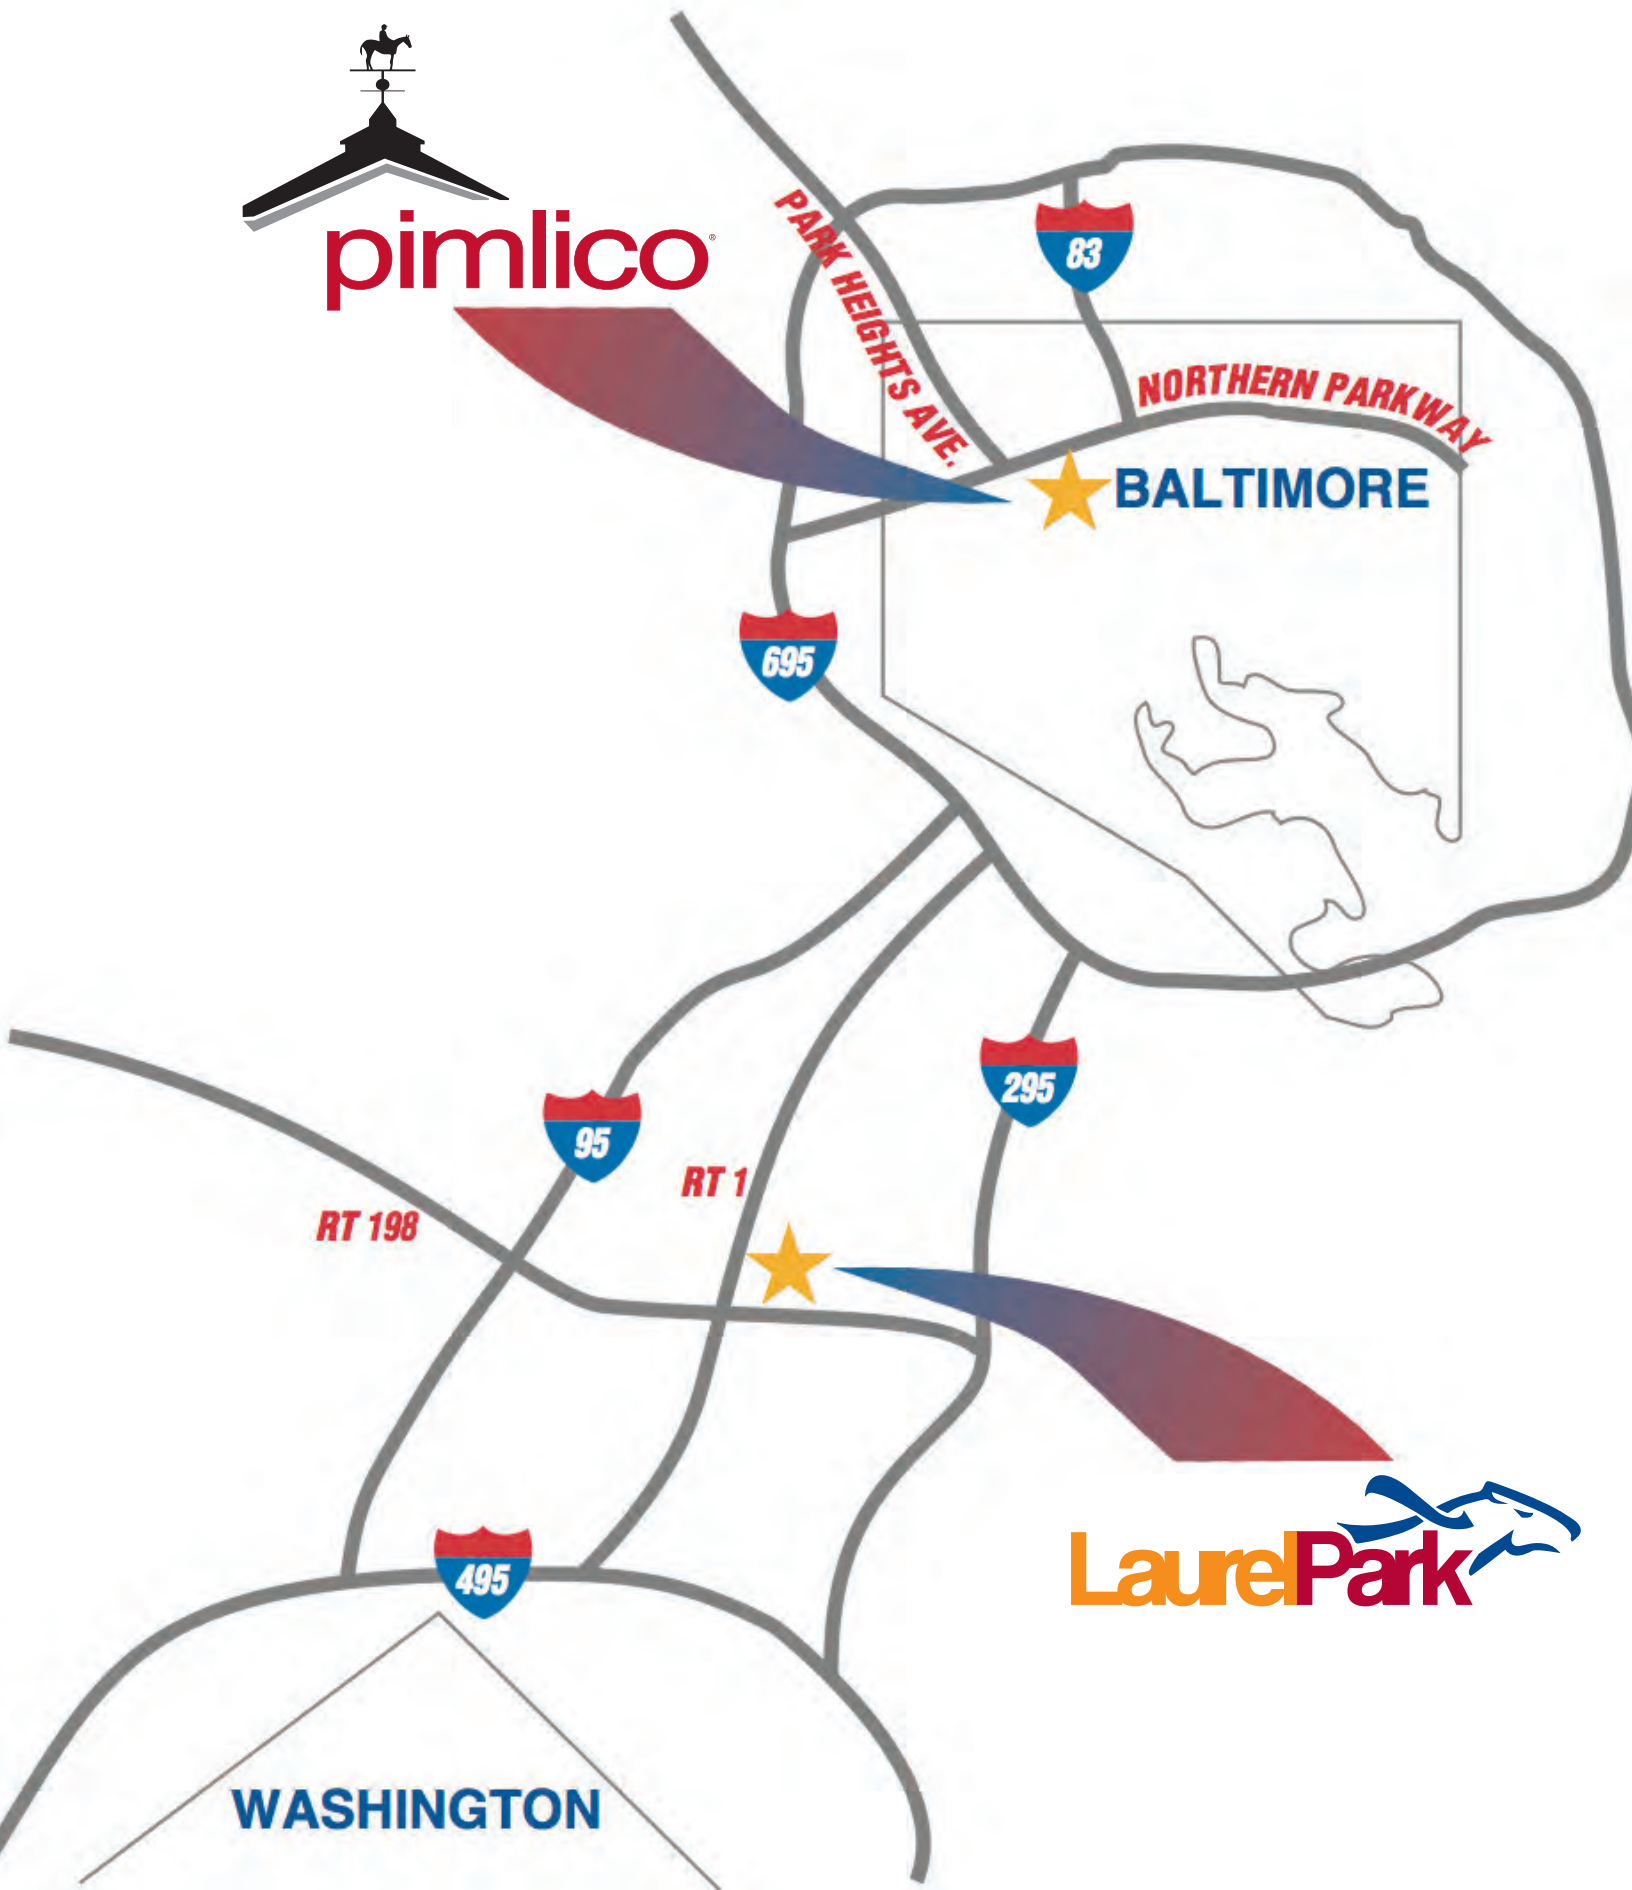 pimlico®
PARK HEIGHTS AVE.
83
NORTHERN PARKWAY
BALTIMORE
695
295
95
RT 1
RT 198
495
LaurelPark
WASHINGTON